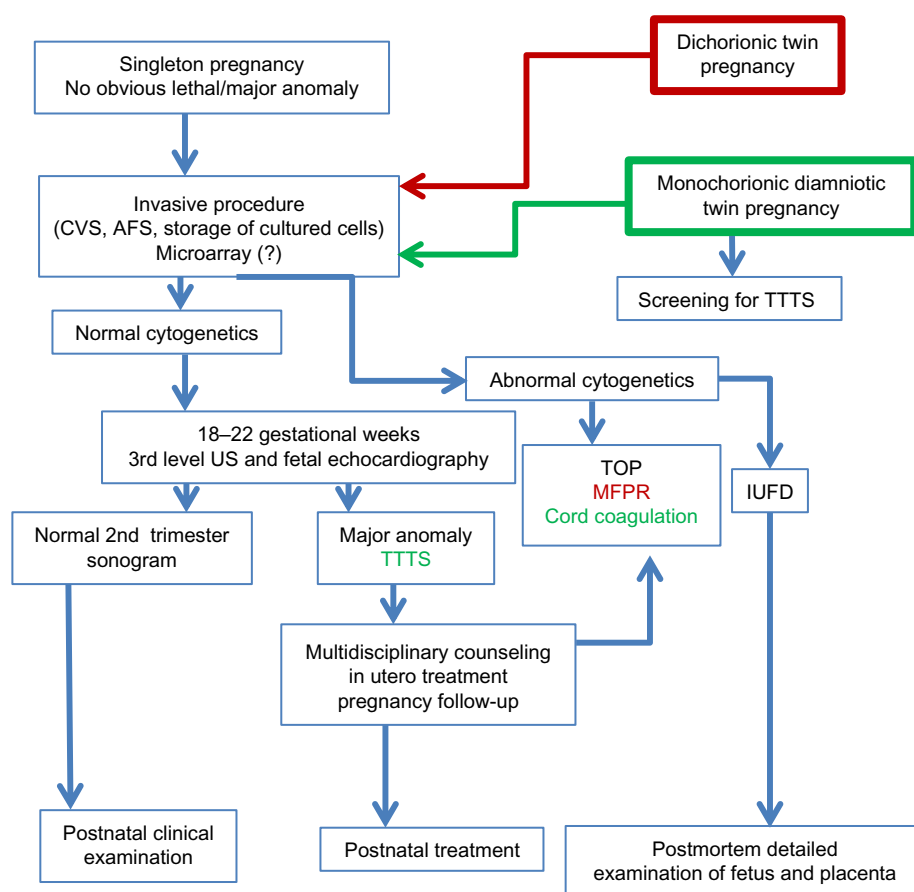 Singleton pregnancy
No obvious lethal/major anomaly
Dichorionic twin
pregnancy
Monochorionic diamniotic
twin pregnancy
Invasive procedure
(CVS, AFS, storage of cultured cells)
Microarray (?)
Screening for TTTS
Normal cytogenetics
Abnormal cytogenetics
18–22 gestational weeks
3rd level US and fetal echocardiography
TOP
MFPR
Cord coagulation
IUFD
Normal 2nd trimester
sonogram
Major anomaly
TTTS
Multidisciplinary counseling
in utero treatment
pregnancy follow-up
Postnatal clinical
examination
Postnatal treatment
Postmortem detailed
examination of fetus and placenta